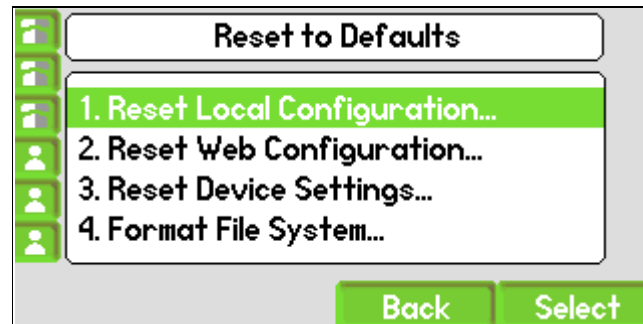 Reset to Defaults
1. Reset Local Configuration...
2. Reset Web Configuration...
3. Reset Device Settings...
4. Format File System...
Back Select